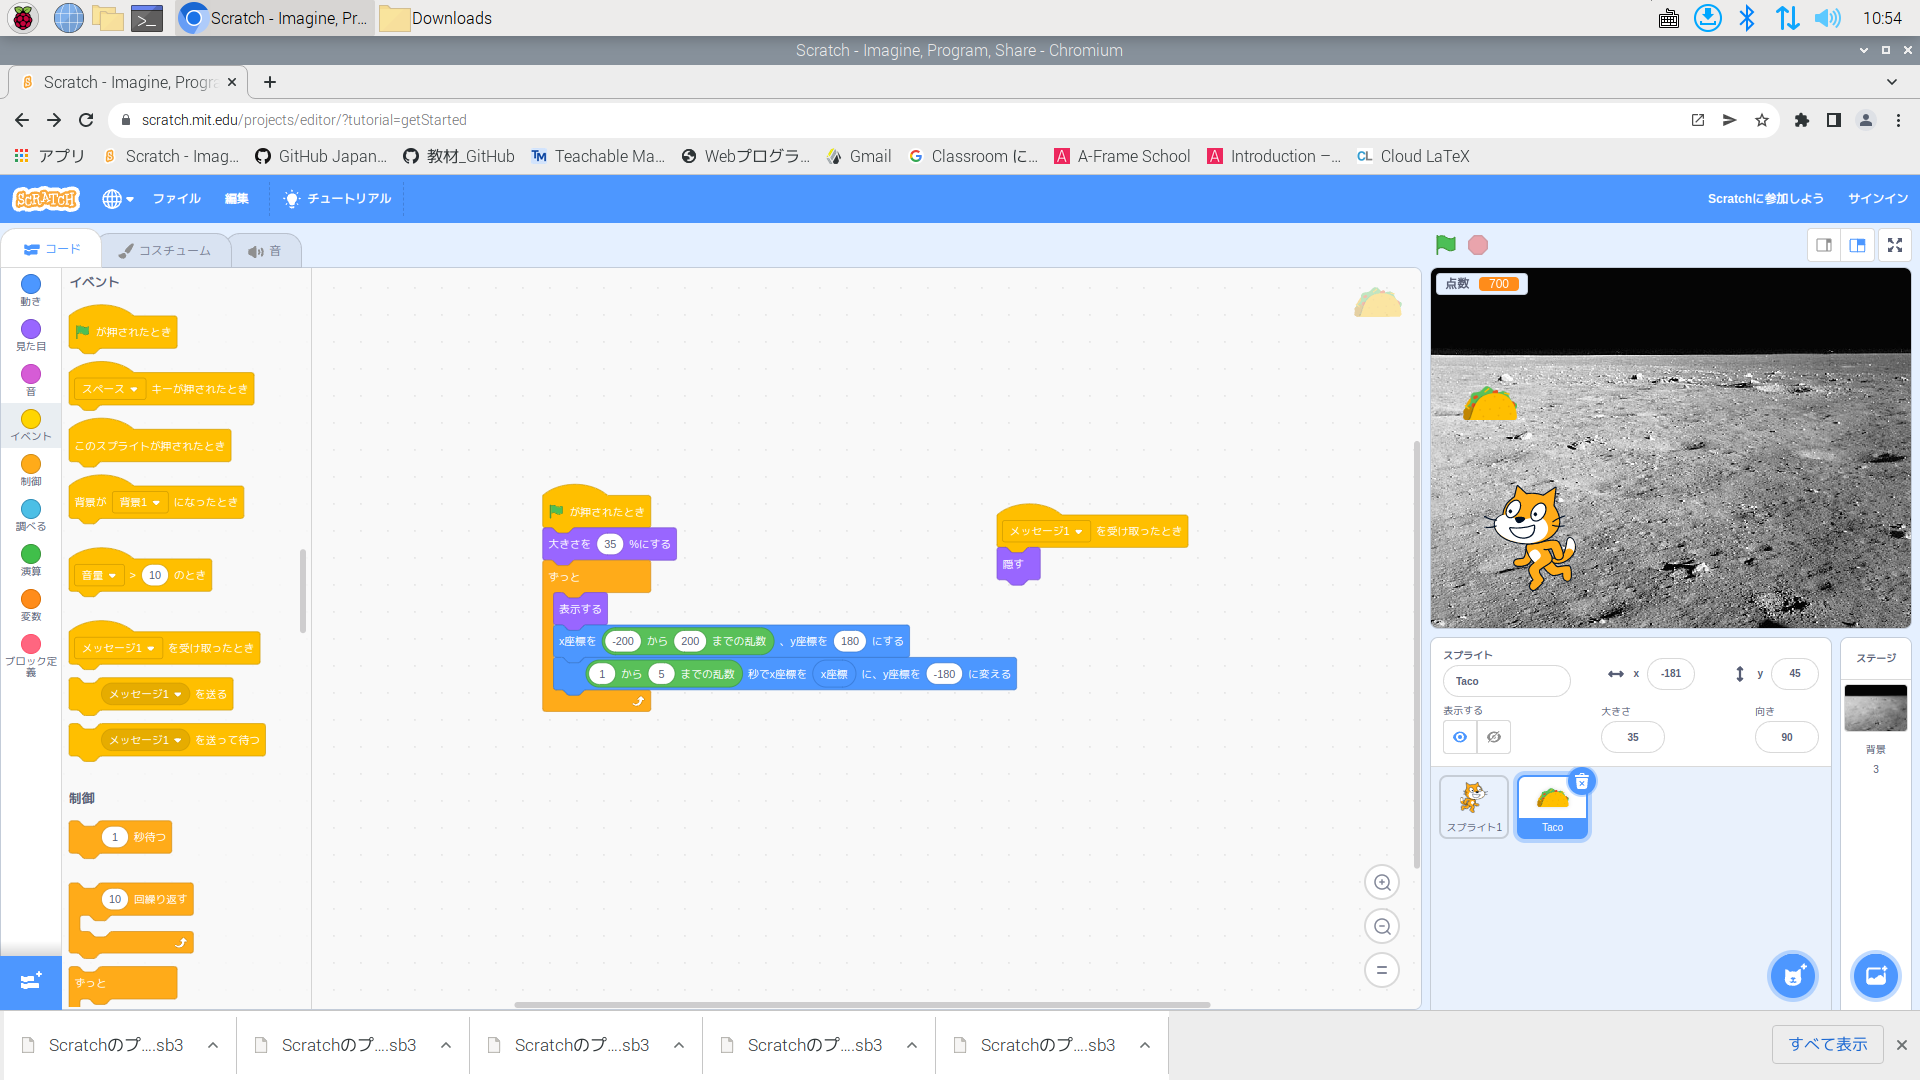 Scratch - Imagine, Pr...
Downloads
10:54
Scratch - Imagine, Program, Share - Chromium
Scratch - Imagine, Progra
scratch.mit.edu/projects/editor/?tutorial=getStarted
アプリ
Scratch - Imag...
GitHub Japan...
教材_GitHub
Teachable Ma...
Webプログラ...
Gmail
Classroom に...
A-Frame School
Introduction –...
CL Cloud LaTeX
SCRATCH
ファイル
編集
チュートリアル
Scratchに参加しよう
サインイン
コード
コスチューム
音
動き
見た目
音
イベント
制御
調べる
演算
変数
ブロック定
義
イベント
が押されたとき
スペース キーが押されたとき
このスプライトが押されたとき
背景が 背景1 になったとき
音量 > 10 のとき
メッセージ1 を受け取ったとき
メッセージ1 を送る
メッセージ1 を送って待つ
制御
1 秒待つ
10 回繰り返す
ずっと
が押されたとき
大きさを 35 %にする
ずっと
表示する
x座標を -200 から 200 までの乱数 、y座標を 180 にする
1 から 5 までの乱数 秒でx座標を x座標 に、y座標を -180 に変える
メッセージ1 を受け取ったとき
隠す
点数 700
スプライト
Taco
x -181
y 45
表示する
大きさ
35
向き
90
スプライト1
Taco
ステージ
背景
3
Scratchのプ....sb3
Scratchのプ....sb3
Scratchのプ....sb3
Scratchのプ....sb3
Scratchのプ....sb3
すべて表示